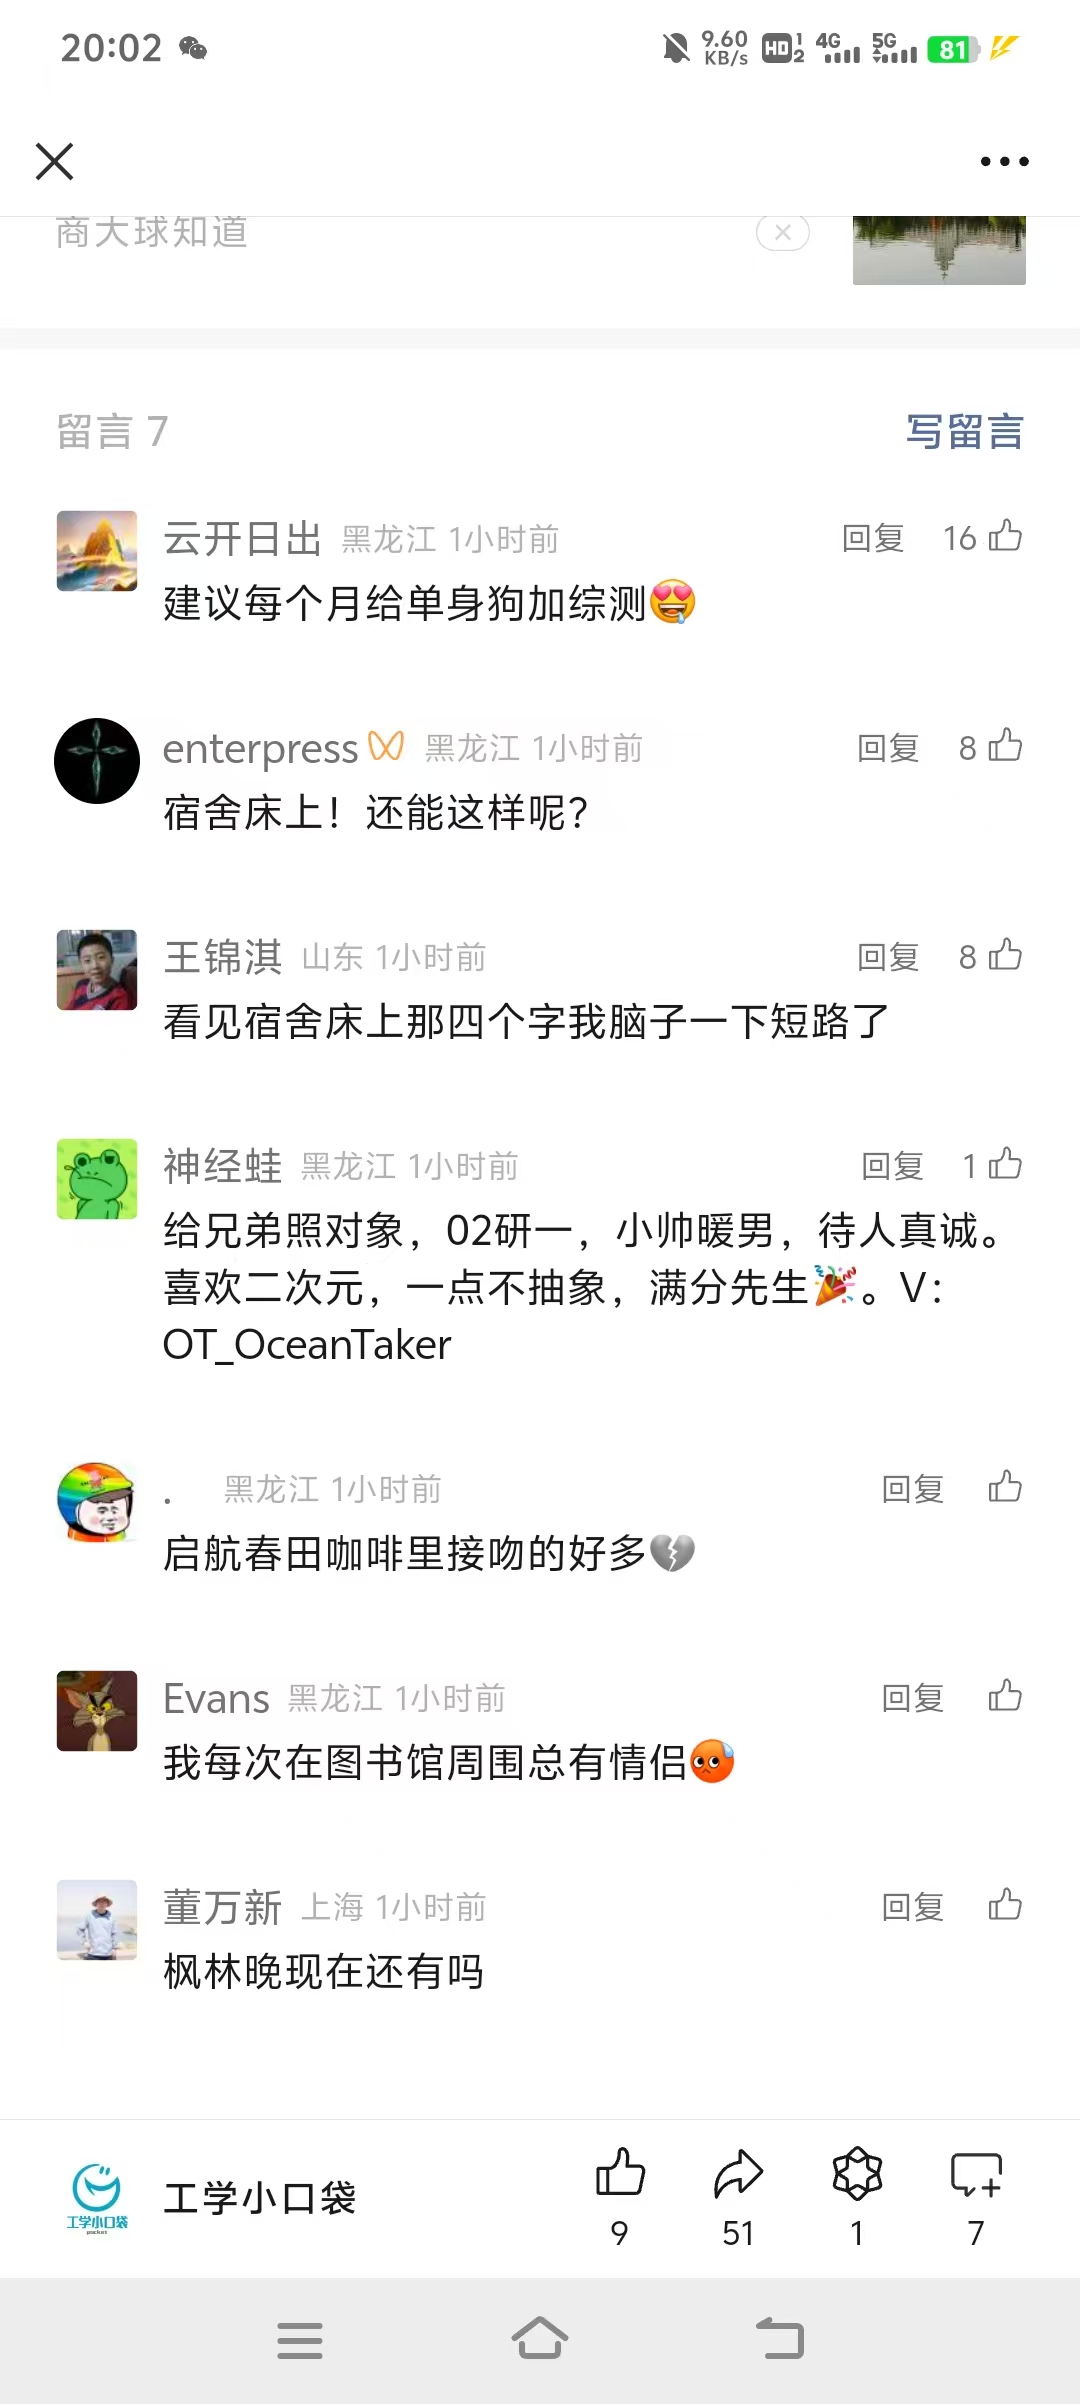 20:02
9.60 KB/s HD 1 2 4G 5G 81
商大球知道
留言 7 写留言
云开日出 黑龙江 1小时前 回复 16
建议每个月给单身狗加综测🤩
enterpress 黑龙江 1小时前 回复 8
宿舍床上！还能这样呢？
王锦淇 山东 1小时前 回复 8
看见宿舍床上那四个字我脑子一下短路了
神经蛙 黑龙江 1小时前 回复 1
给兄弟照对象，02研一，小帅暖男，待人真诚。
喜欢二次元，一点不抽象，满分先生🎉。V：
OT_OceanTaker
. 黑龙江 1小时前 回复
启航春田咖啡里接吻的好多💔
Evans 黑龙江 1小时前 回复
我每次在图书馆周围总有情侣🥵
董万新 上海 1小时前 回复
枫林晚现在还有吗
工学小口袋
pocket
工学小口袋
9 51 1 7